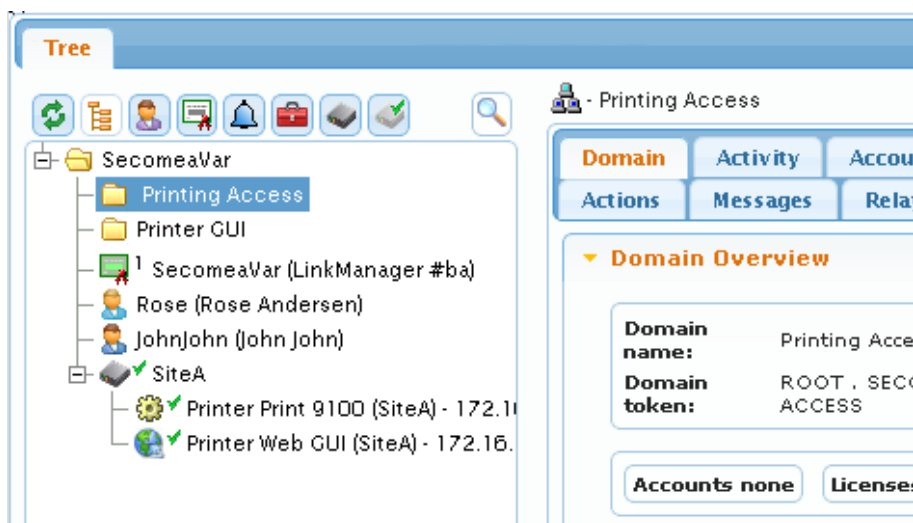 Tree
- Printing Access
SecomeaVar
Printing Access
Printer GUI
1 SecomeaVar (LinkManager #ba)
Rose (Rose Andersen)
JohnJohn (John John)
SiteA
Printer Print 9100 (SiteA) - 172.1
Printer Web GUI (SiteA) - 172.16.
Domain Activity Accou
Actions Messages Rela
Domain Overview
Domain name: Printing Acce
Domain token: ROOT . SECO
ACCESS
Accounts none Licenses